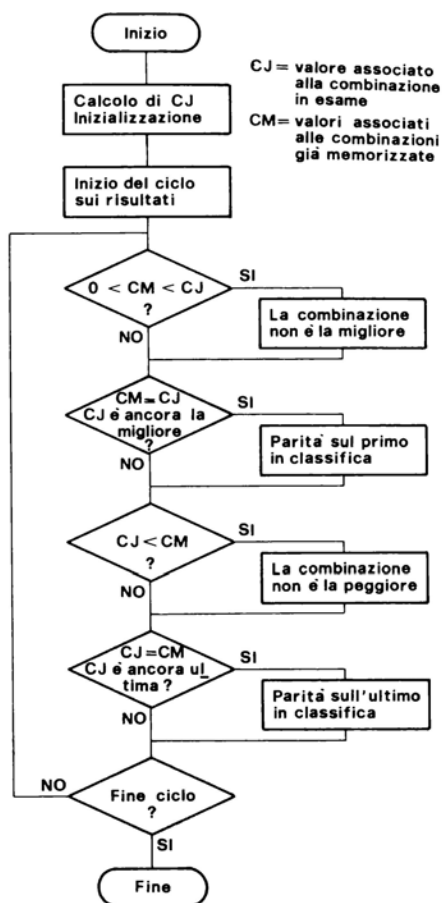 Inizio
CJ = valore associato
alla combinazione
in esame
CM = valori associati
alle combinazioni
già memorizzate
Calcolo di CJ
Inizializzazione
Inizio del ciclo
sui risultati
0 < CM < CJ
?
SI
NO
La combinazione
non è la migliore
CM = CJ
CJ è ancora la
migliore
?
SI
NO
Parità sul primo
in classifica
CJ < CM
?
SI
NO
La combinazione
non è la peggiore
CJ = CM
CJ è ancora ul_
tima ?
SI
NO
Parità sull'ultimo
in classifica
NO
Fine ciclo
?
SI
Fine